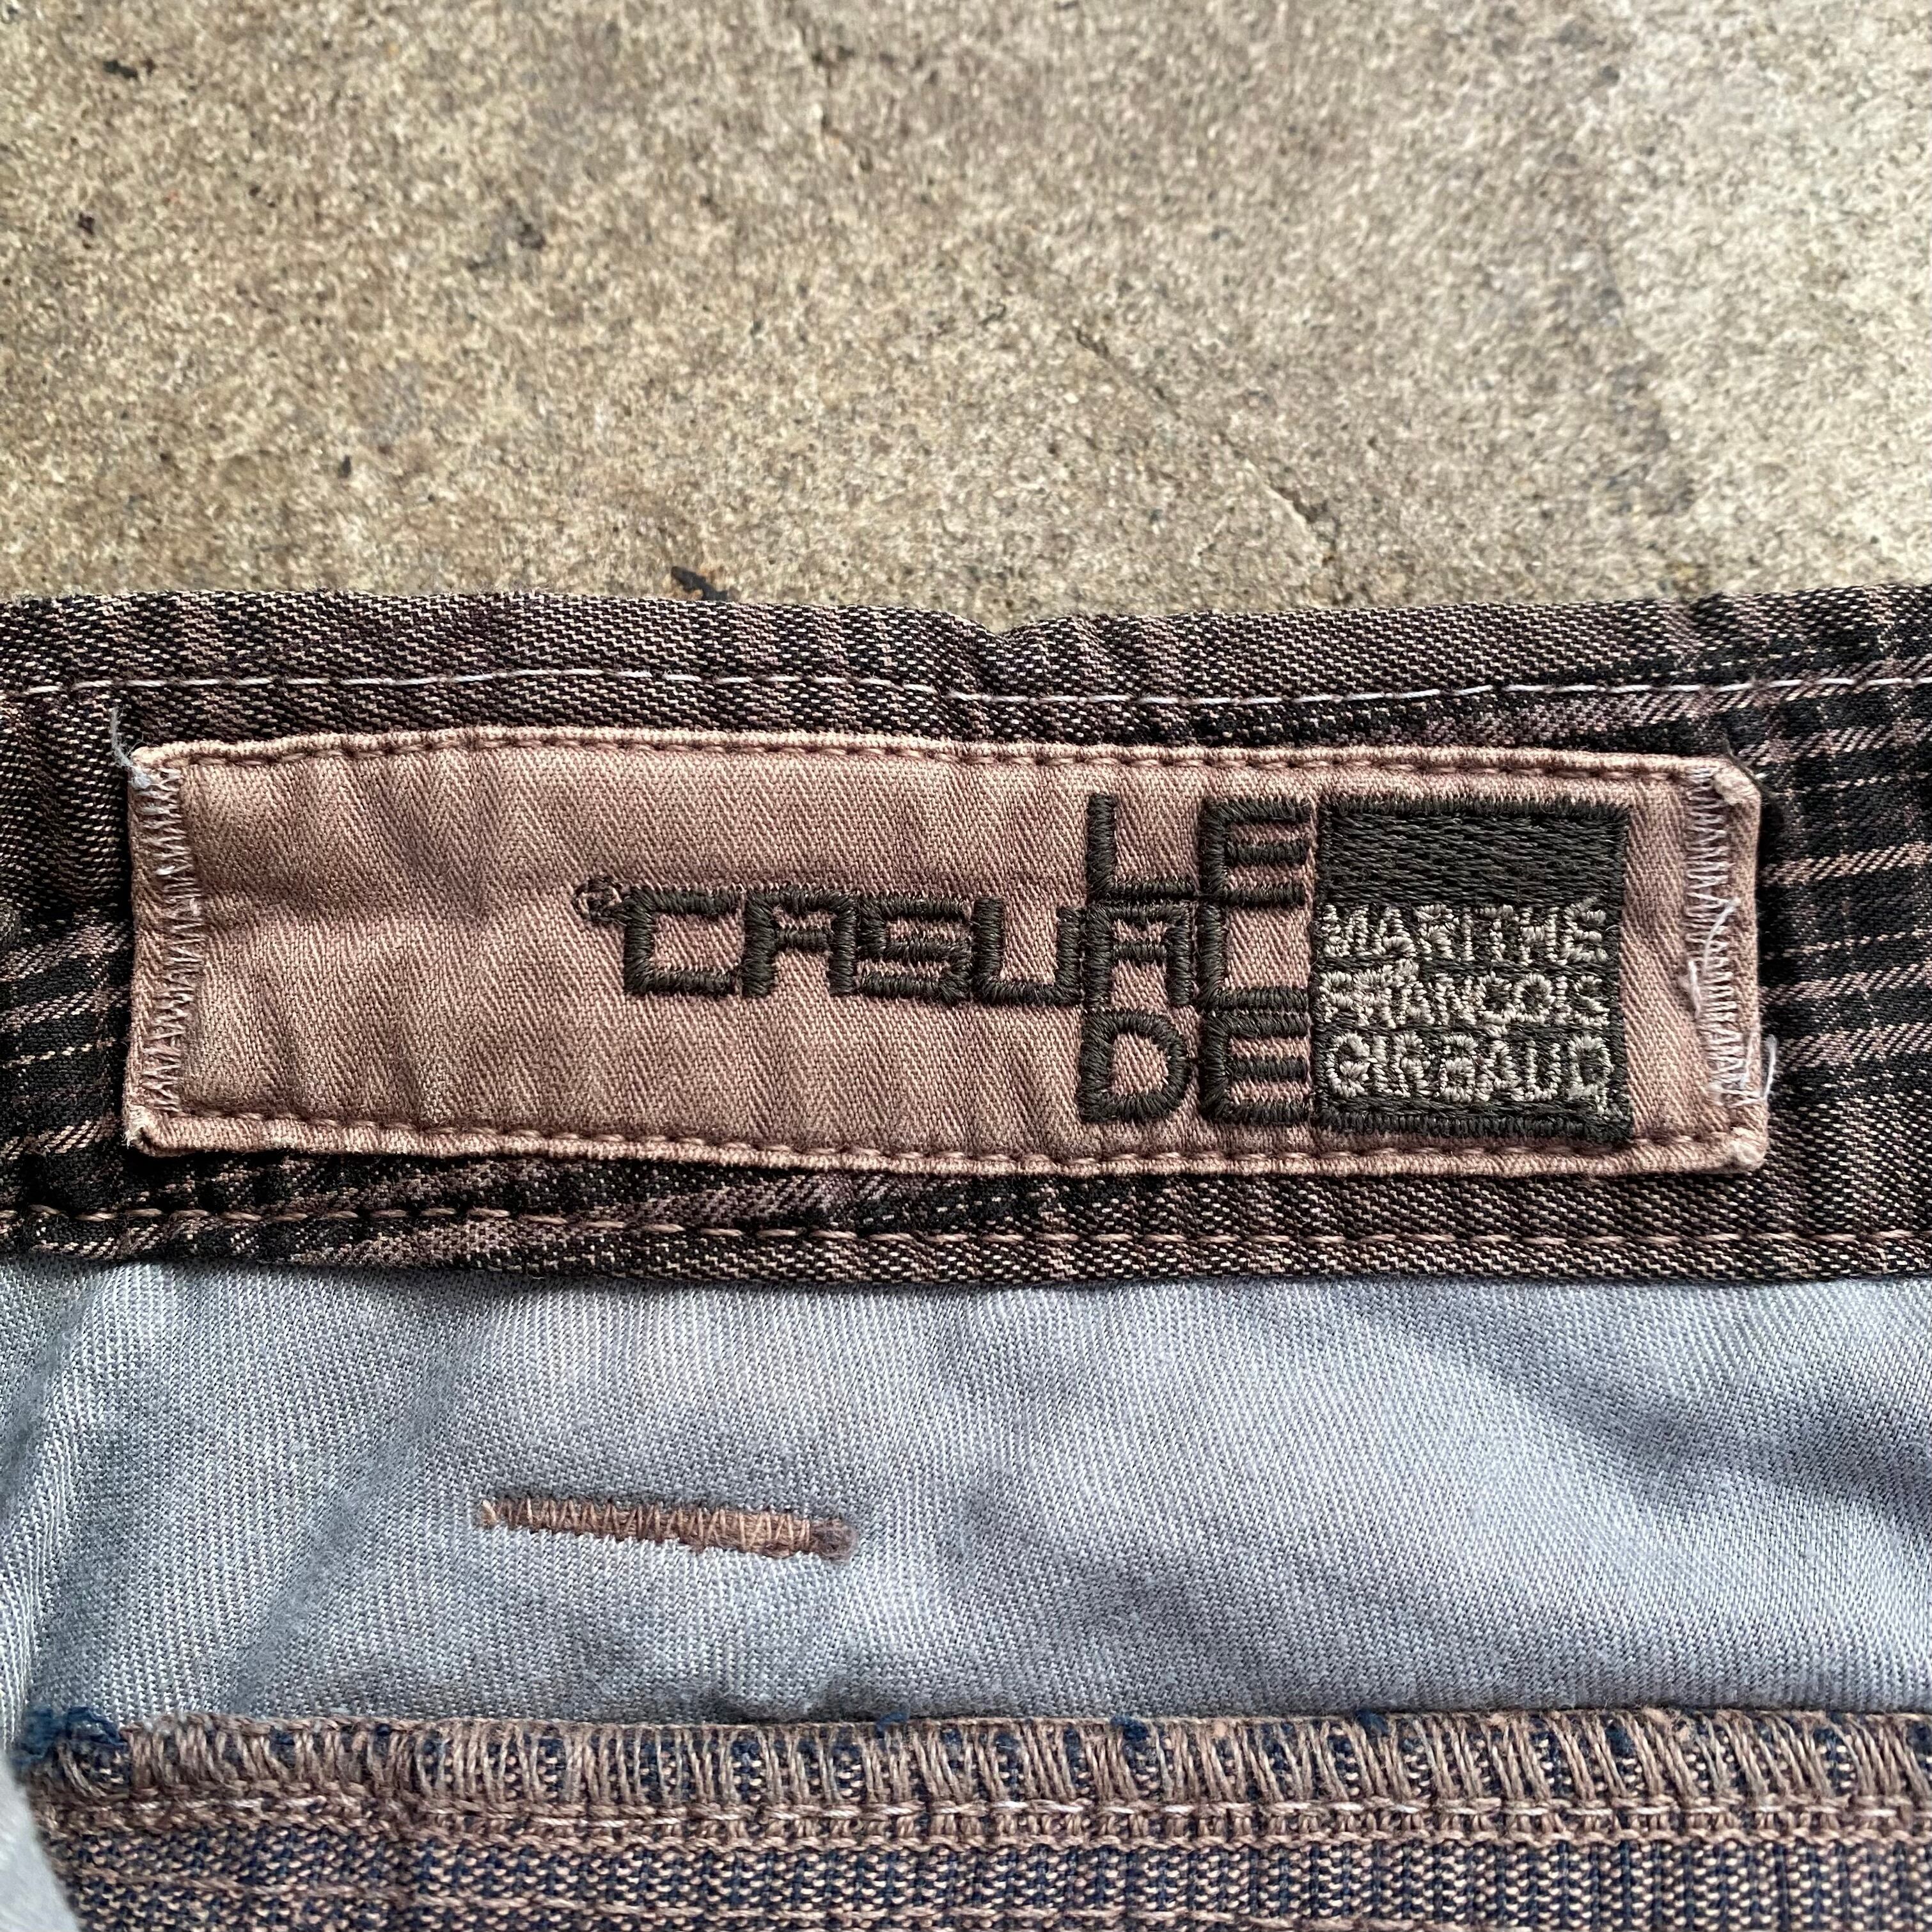 LE
®CASUAL
DE
MARITHÉ
FRANÇOIS
GIRBAUD